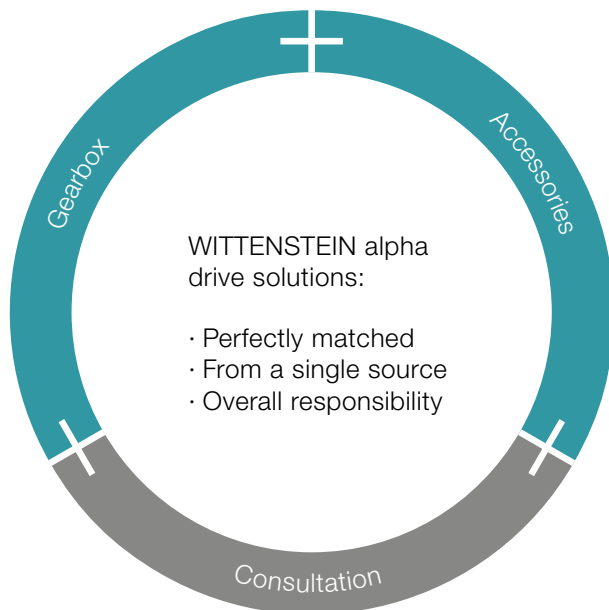 Gearbox
Accessories
WITTENSTEIN alpha
drive solutions:
· Perfectly matched
· From a single source
· Overall responsibility
Consultation